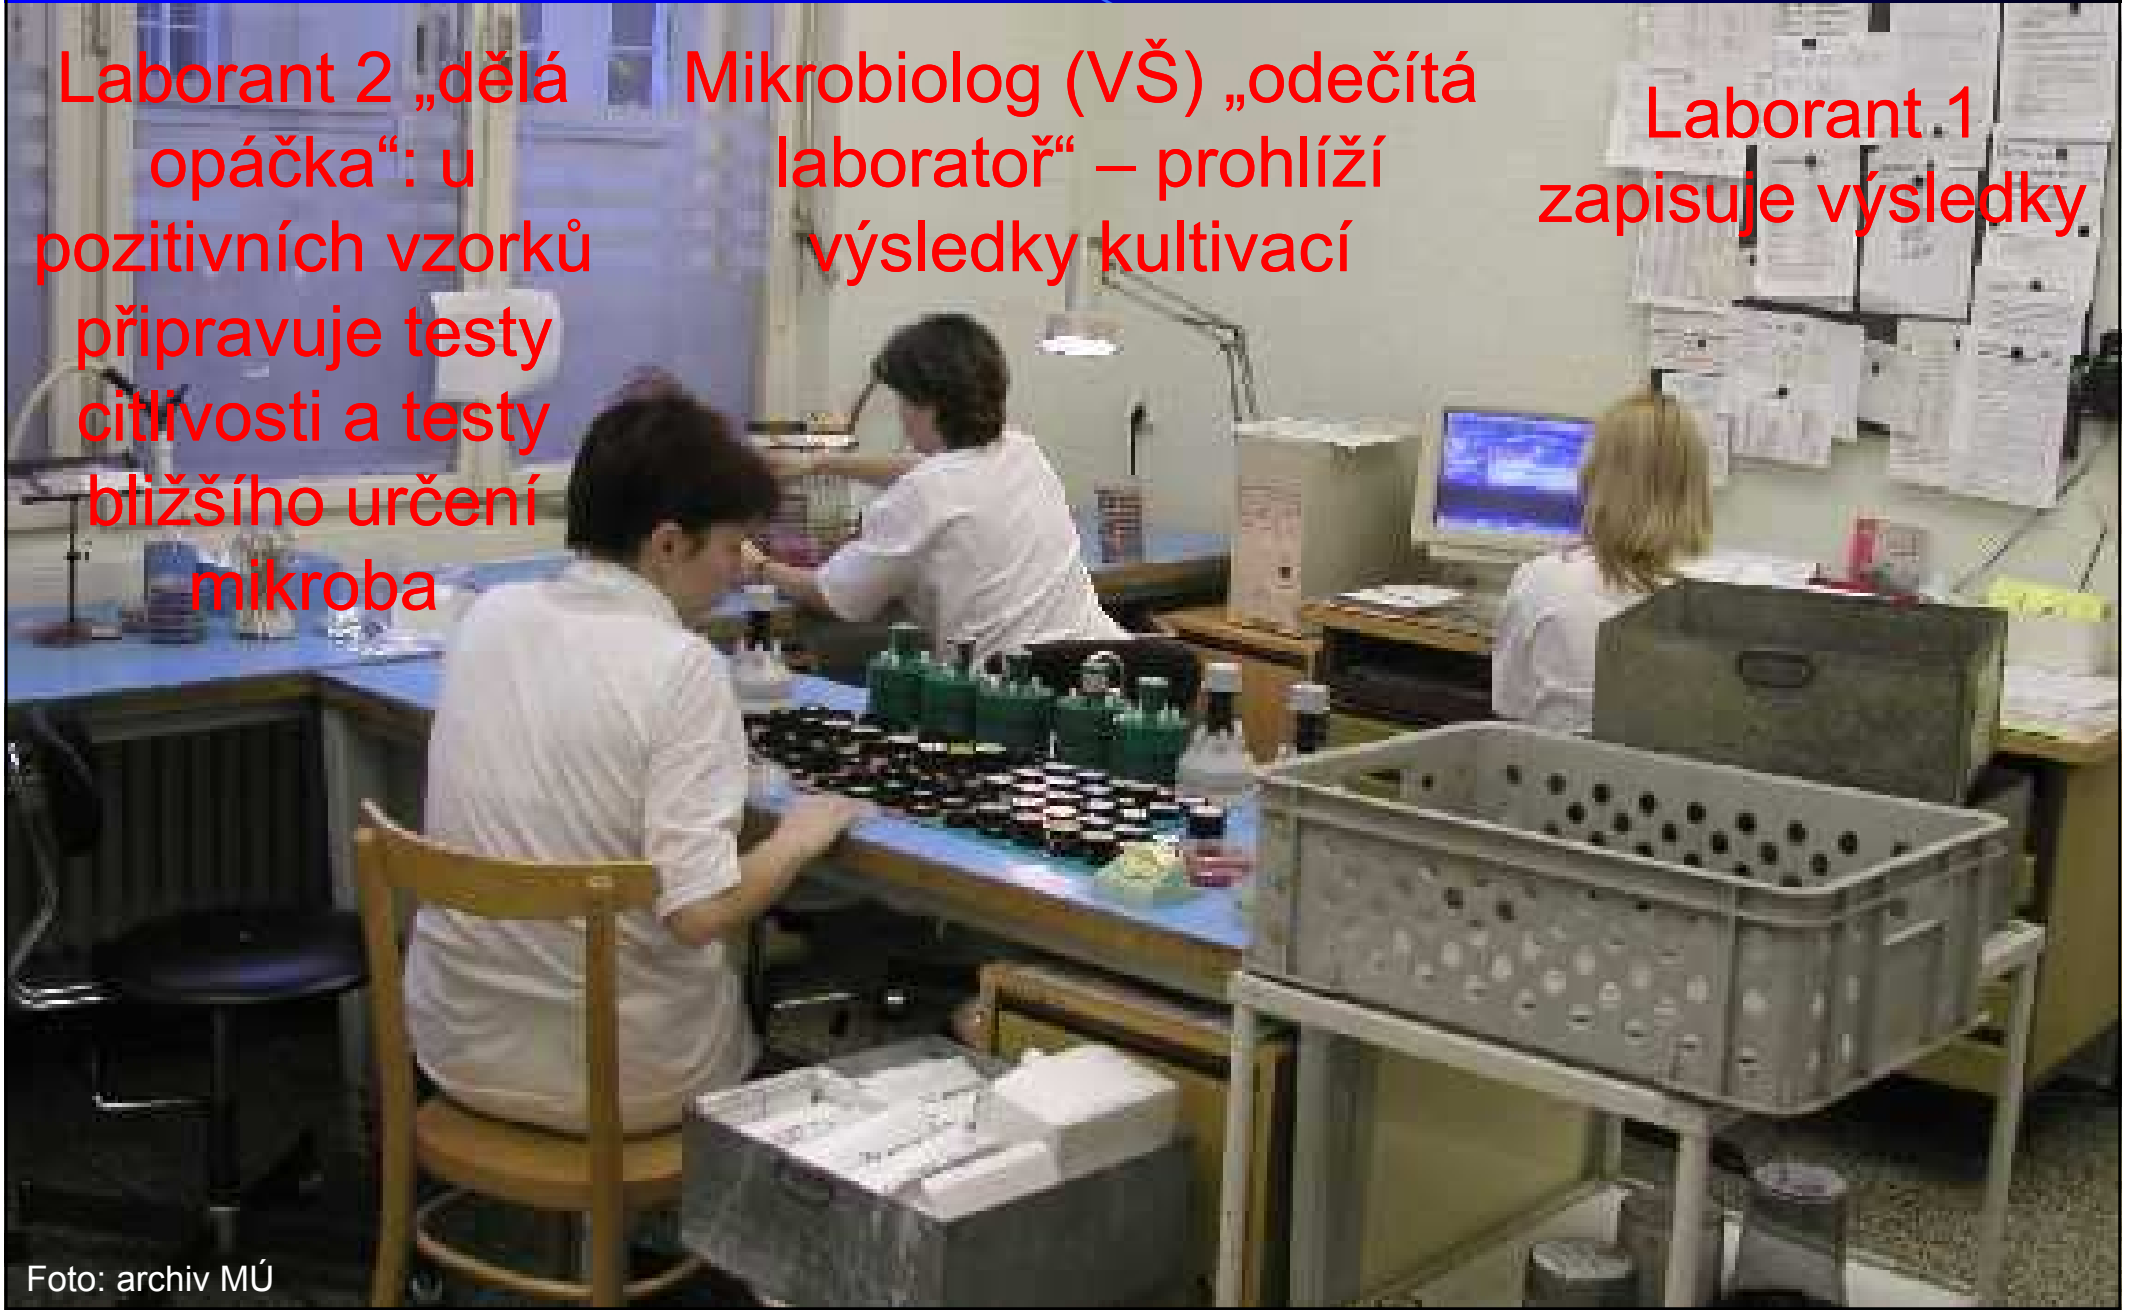 Laborant 2 „dělá
opáčka“: u
pozitivních vzorků
připravuje testy
citlivosti a testy
bližšího určení
mikroba
Mikrobiolog (VŠ) „odečítá
laboratoř“ – prohlíží
výsledky kultivací
Laborant 1
zapisuje výsledky
Foto: archiv MÚ